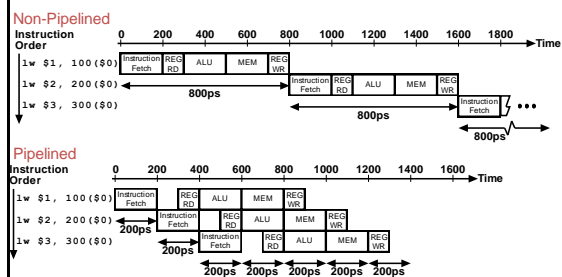 Non-Pipelined
Instruction
Order
0 200 400 600 800 1000 1200 1400 1600 1800 Time
lw $1, 100($0) Instruction Fetch REG RD ALU MEM REG WR
lw $2, 200($0) Instruction Fetch REG RD ALU MEM REG WR
800ps
lw $3, 300($0) Instruction Fetch
800ps
800ps
Pipelined
Instruction
Order
0 200 400 600 800 1000 1200 1400 1600 Time
lw $1, 100($0) Instruction Fetch REG RD ALU MEM REG WR
lw $2, 200($0) Instruction Fetch REG RD ALU MEM REG WR
200ps
lw $3, 300($0) Instruction Fetch REG RD ALU MEM REG WR
200ps
200ps 200ps 200ps 200ps 200ps